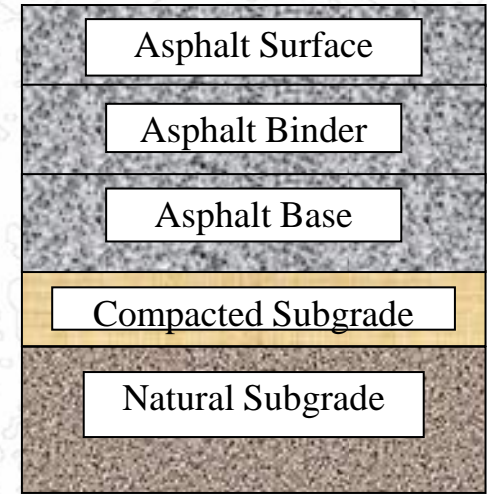 Asphalt Surface
Asphalt Binder
Asphalt Base
Compacted Subgrade
Natural Subgrade